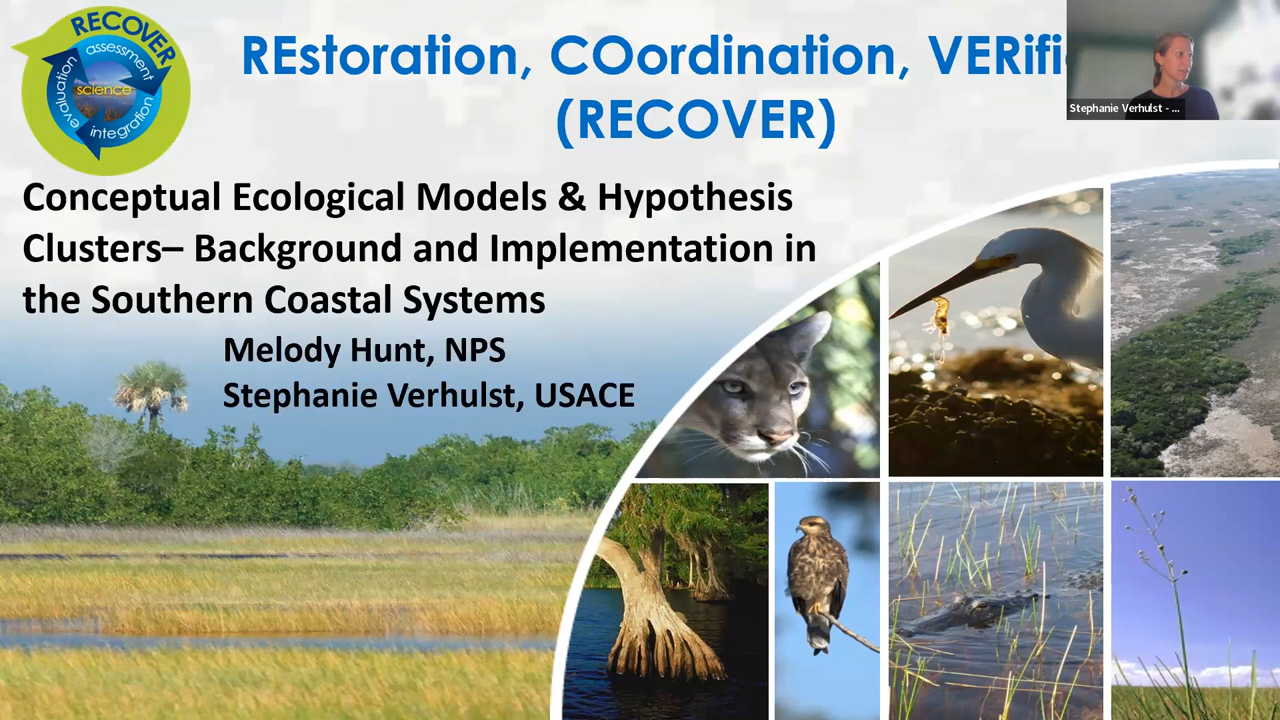 RECOVER
assessment
evaluation
science
integration
REstoration, COordination, VERifi
(RECOVER)
Stephanie Verhulst - ...
Conceptual Ecological Models & Hypothesis
Clusters– Background and Implementation in
the Southern Coastal Systems
Melody Hunt, NPS
Stephanie Verhulst, USACE